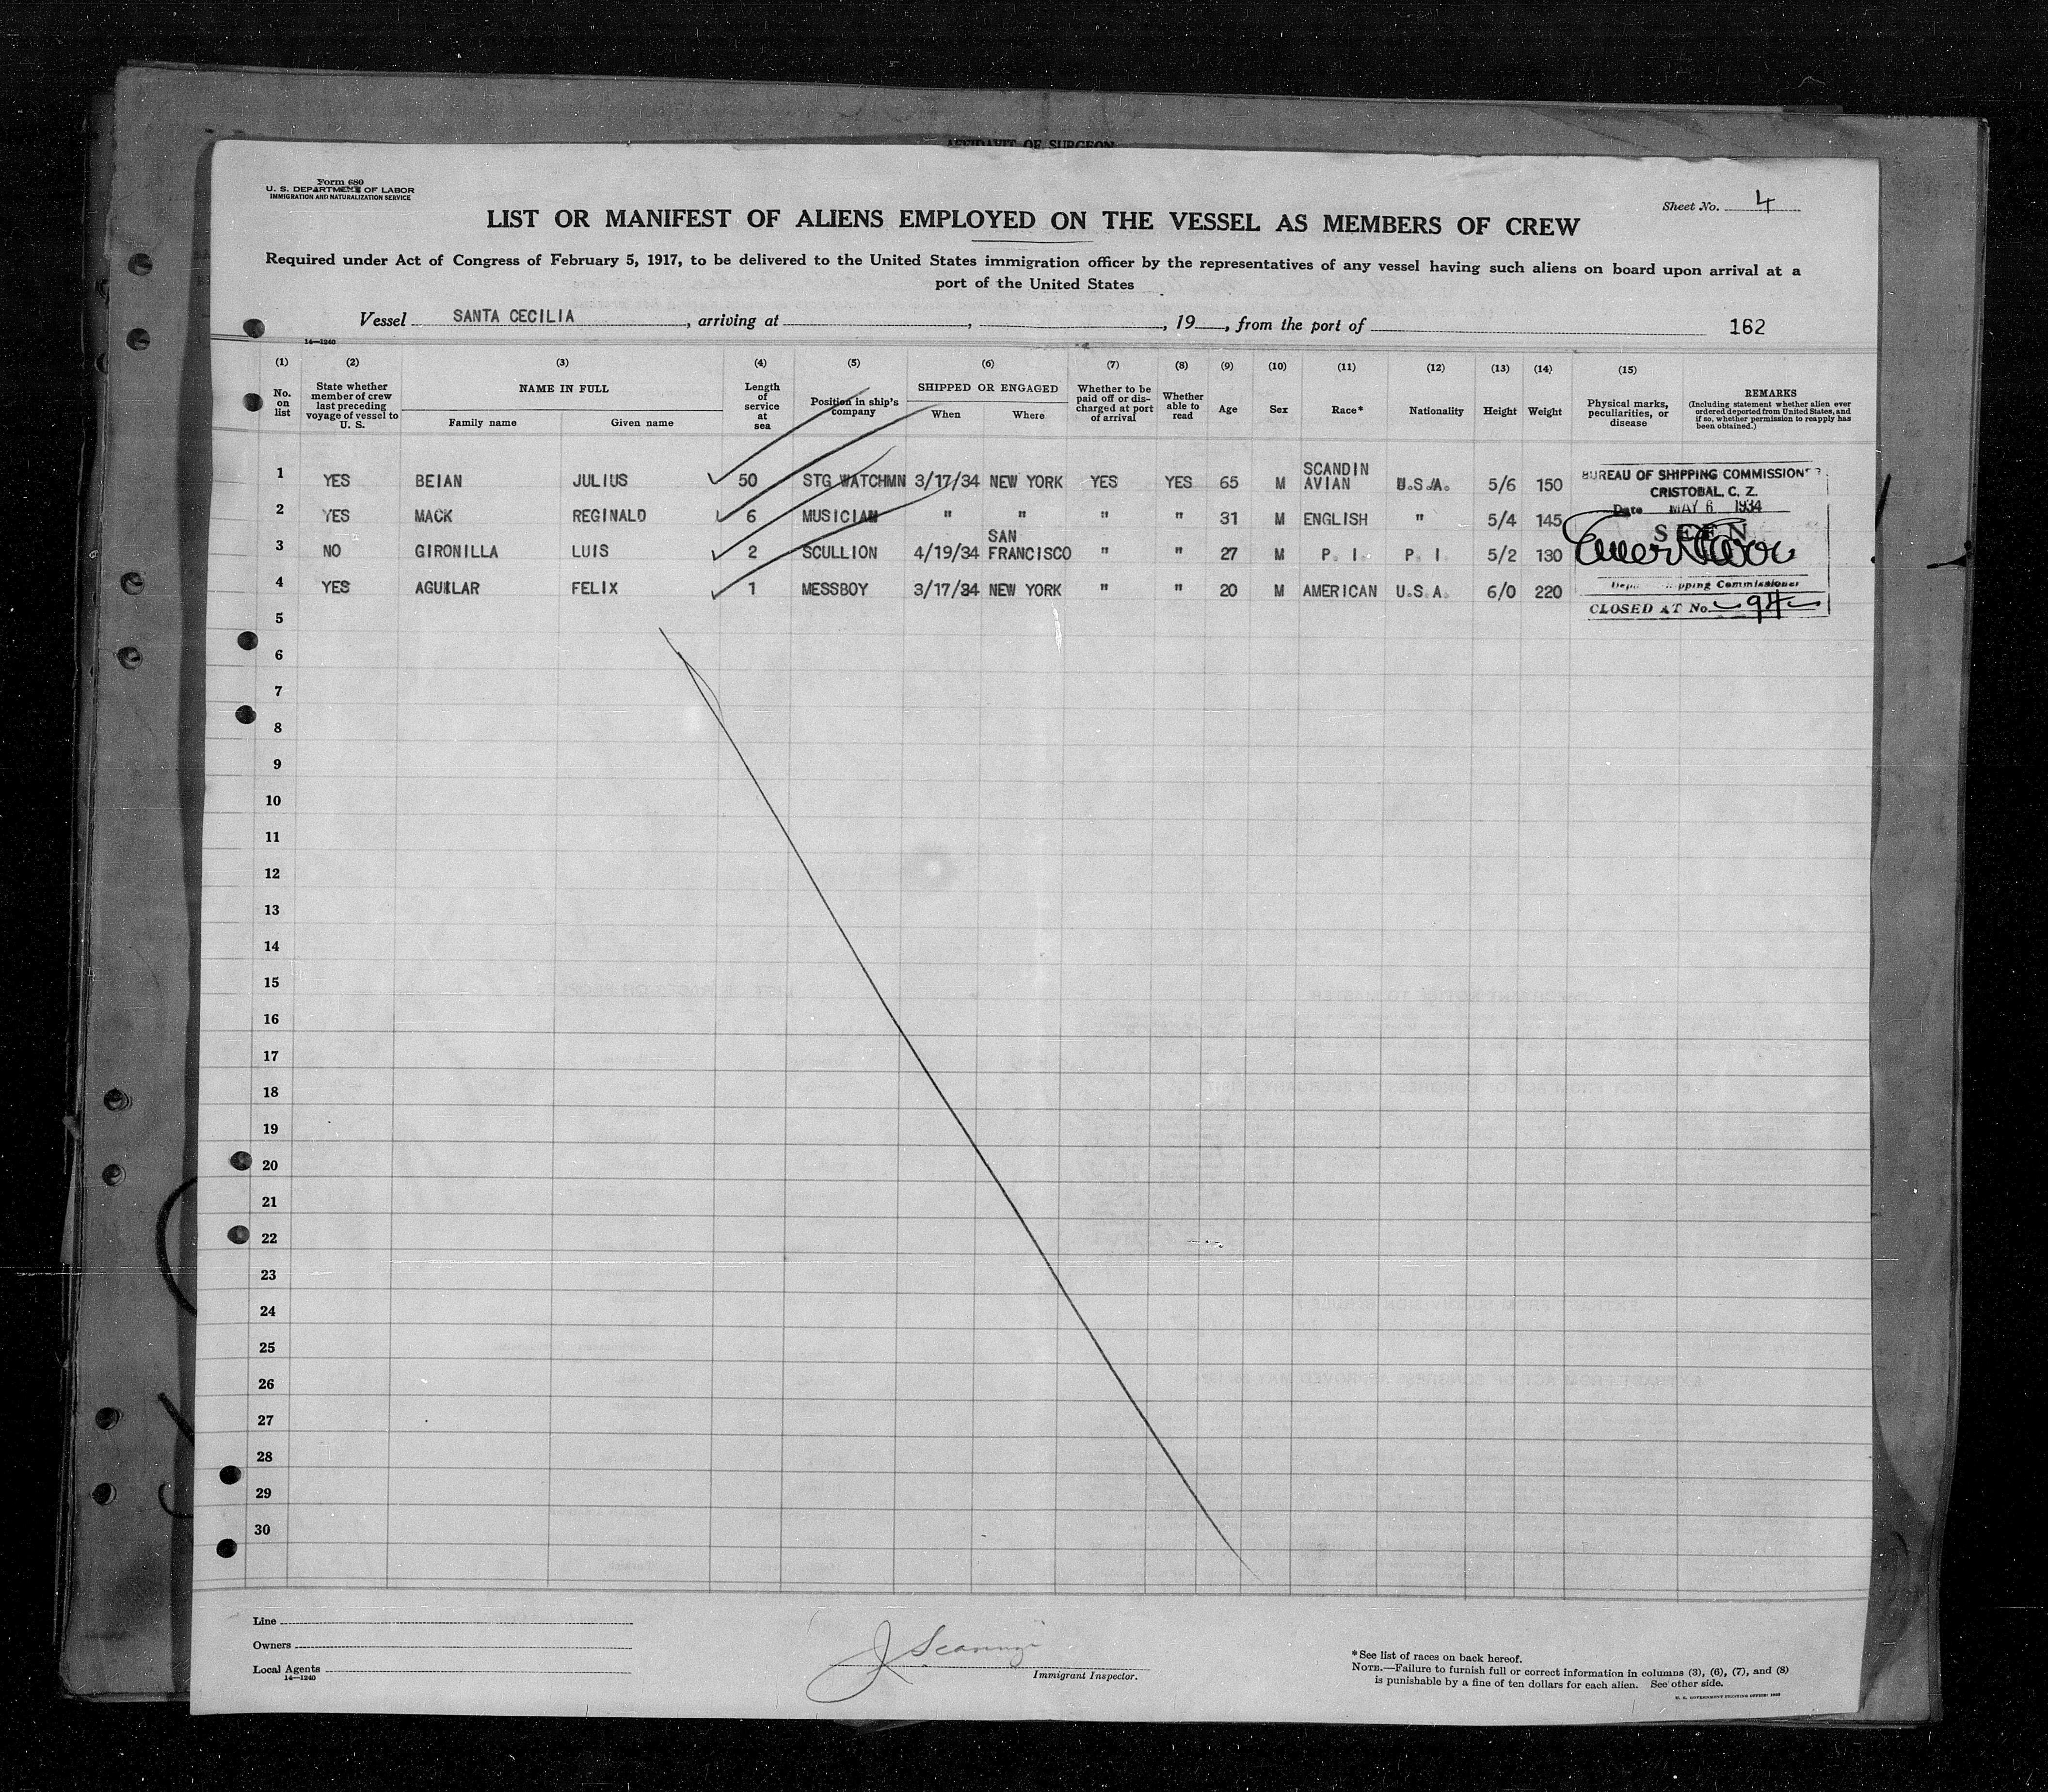 AFFIDAVIT OF SURGEON
Form 680
U. S. DEPARTMENT OF LABOR
IMMIGRATION AND NATURALIZATION SERVICE
Sheet No. 4
LIST OR MANIFEST OF ALIENS EMPLOYED ON THE VESSEL AS MEMBERS OF CREW
Required under Act of Congress of February 5, 1917, to be delivered to the United States immigration officer by the representatives of any vessel having such aliens on board upon arrival at a
port of the United States
Vessel SANTA CECILIA, arriving at , , 19 , from the port of 162
14—1240
(1) (2) (3) (4) (5) (6) (7) (8) (9) (10) (11) (12) (13) (14) (15)
No. on list
State whether member of crew last preceding voyage of vessel to U. S.
NAME IN FULL
Family name Given name
Length of service at sea
Position in ship's company
SHIPPED OR ENGAGED
When Where
Whether to be paid off or discharged at port of arrival
Whether able to read
Age
Sex
Race*
Nationality
Height
Weight
Physical marks, peculiarities, or disease
REMARKS
(Including statement whether alien ever ordered deported from United States, and if so, whether permission to reapply has been obtained.)
1 YES BEIAN JULIUS 50 STG WATCHMN 3/17/34 NEW YORK YES YES 65 M SCANDINAVIAN U.S.A. 5/6 150
2 YES MACK REGINALD 6 MUSICIAN " " " " 31 M ENGLISH " 5/4 145
3 NO GIRONILLA LUIS 2 SCULLION 4/19/34 SAN FRANCISCO " " 27 M P. I. P. I 5/2 130
4 YES AGUILAR FELIX 1 MESSBOY 3/17/34 NEW YORK " " 20 M AMERICAN U.S.A. 6/0 220
BUREAU OF SHIPPING COMMISSIONER
CRISTOBAL, C. Z.
Date MAY 6 1934
SEEN
Shipping Commissioner
CLOSED AT No. 94
5
6
7
8
9
10
11
12
13
14
15
16
17
18
19
20
21
22
23
24
25
26
27
28
29
30
Line
Owners
Local Agents
14—1240
Immigrant Inspector.
*See list of races on back hereof.
NOTE.—Failure to furnish full or correct information in columns (3), (6), (7), and (8)
is punishable by a fine of ten dollars for each alien. See other side.
U. S. GOVERNMENT PRINTING OFFICE: